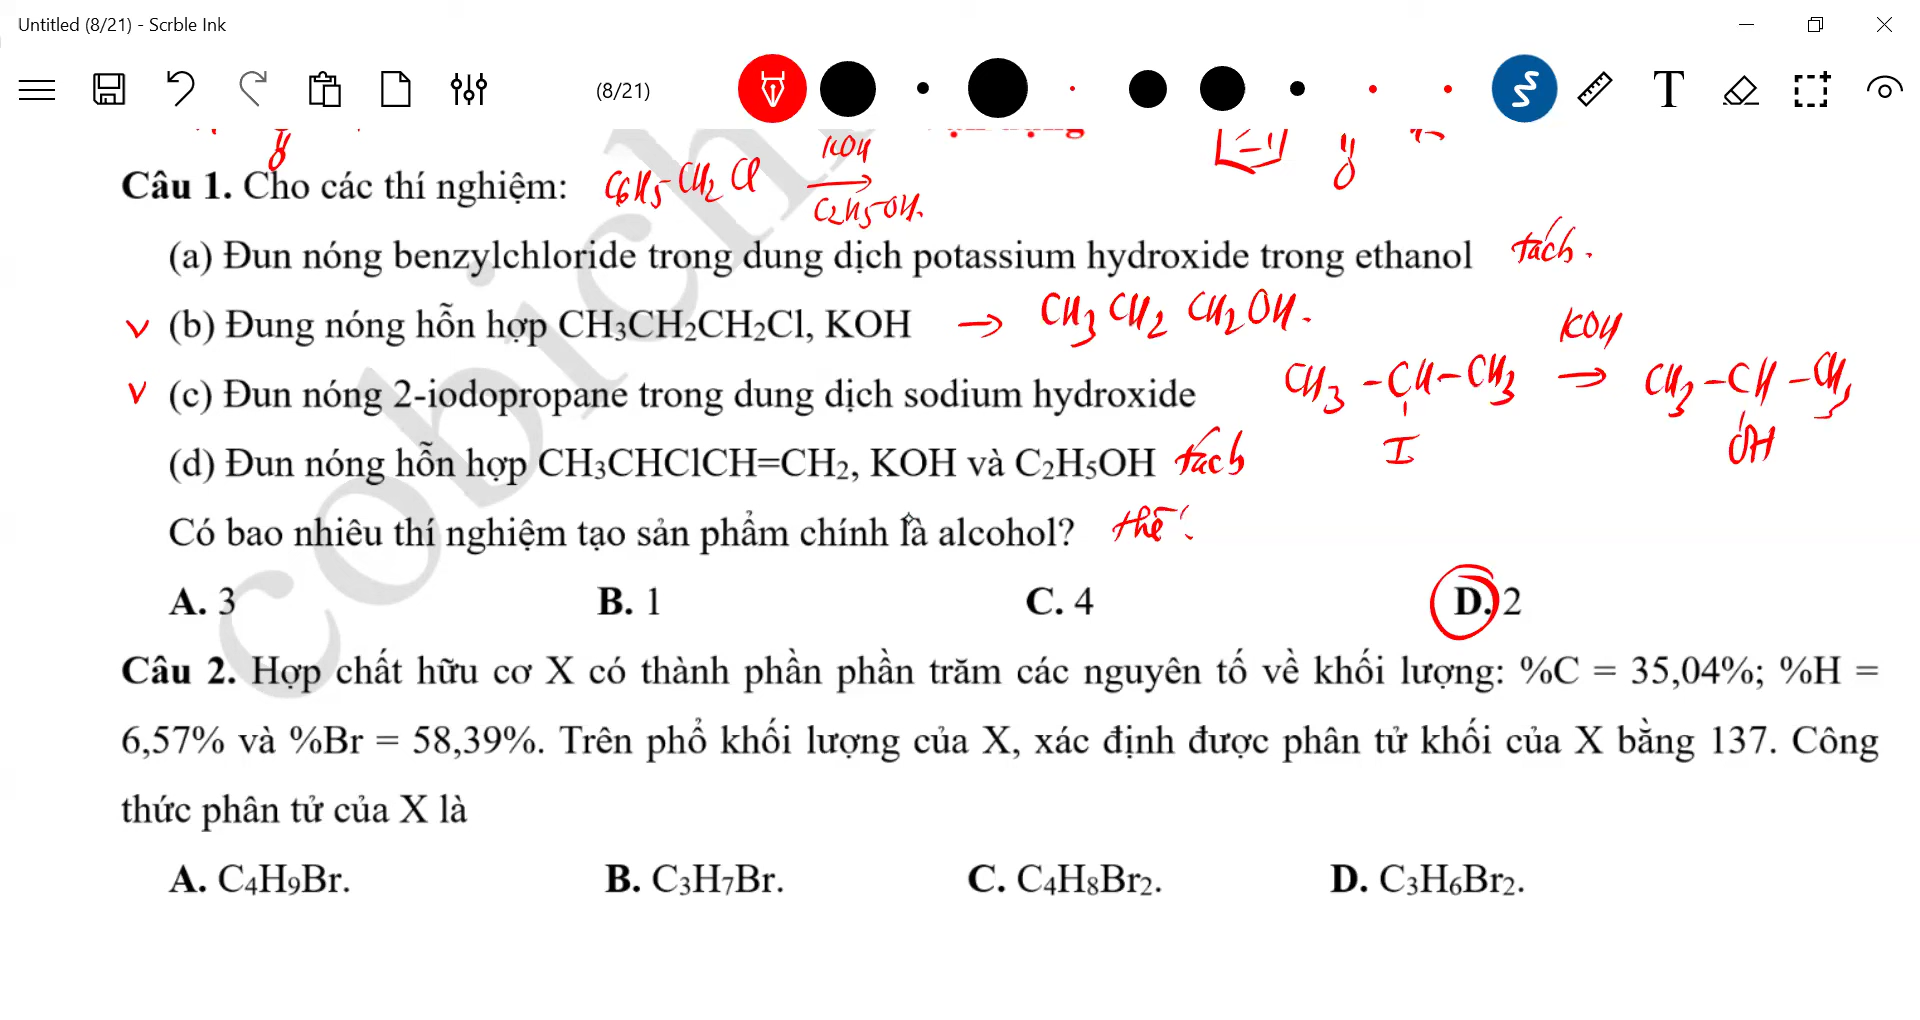 Untitled (8/21) - Scrble Ink
(8/21)
KOH
Câu 1. Cho các thí nghiệm: C6H5-CH2Cl →
C2H5OH.
(a) Đun nóng benzylchloride trong dung dịch potassium hydroxide trong ethanol tách.
v (b) Đung nóng hỗn hợp CH3CH2CH2Cl, KOH → CH3CH2CH2OH.
KOH
v (c) Đun nóng 2-iodopropane trong dung dịch sodium hydroxide CH3-CH-CH3 → CH3-CH-CH3
I OH
(d) Đun nóng hỗn hợp CH3CHClCH=CH2, KOH và C2H5OH tách
Có bao nhiêu thí nghiệm tạo sản phẩm chính là alcohol? thế
A. 3 B. 1 C. 4 D. 2
Câu 2. Hợp chất hữu cơ X có thành phần phần trăm các nguyên tố về khối lượng: %C = 35,04%; %H =
6,57% và %Br = 58,39%. Trên phổ khối lượng của X, xác định được phân tử khối của X bằng 137. Công
thức phân tử của X là
A. C4H9Br. B. C3H7Br. C. C4H8Br2. D. C3H6Br2.